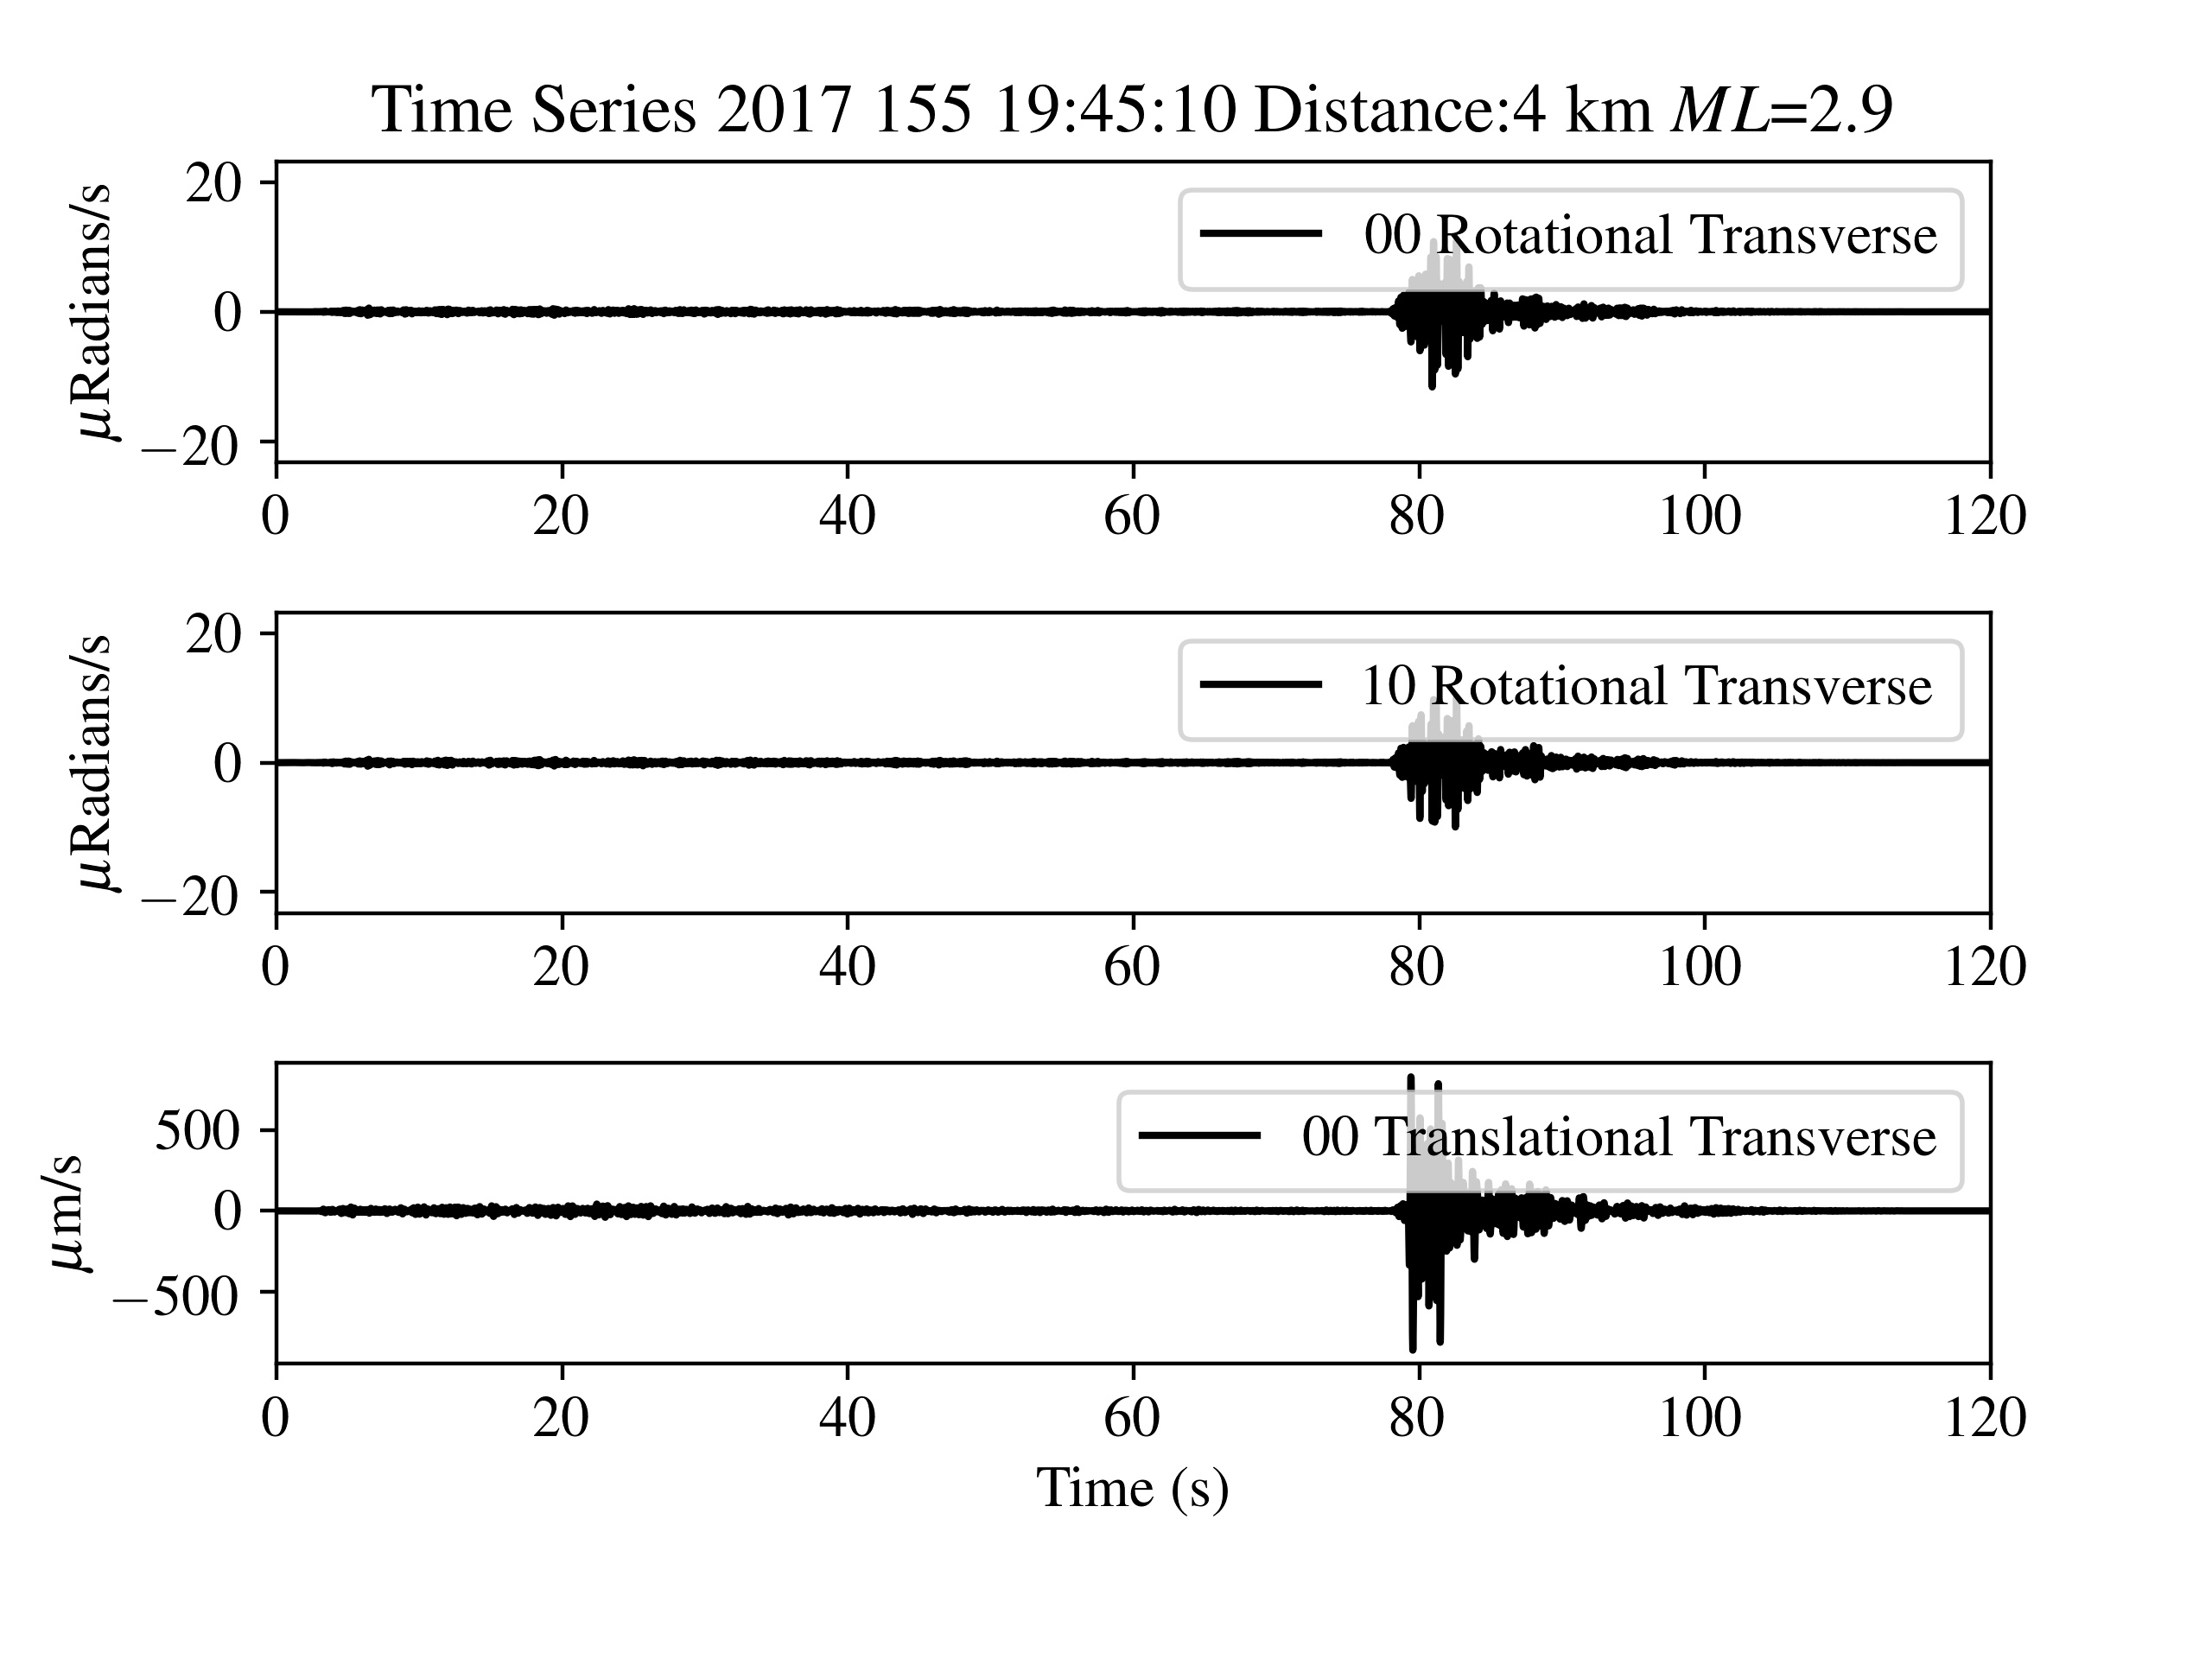 Time Series 2017 155 19:45:10 Distance:4 km ML=2.9
μRadians/s
20
0
−20
00 Rotational Transverse
0 20 40 60 80 100 120
μRadians/s
20
0
−20
10 Rotational Transverse
0 20 40 60 80 100 120
μm/s
500
0
−500
00 Translational Transverse
0 20 40 60 80 100 120
Time (s)